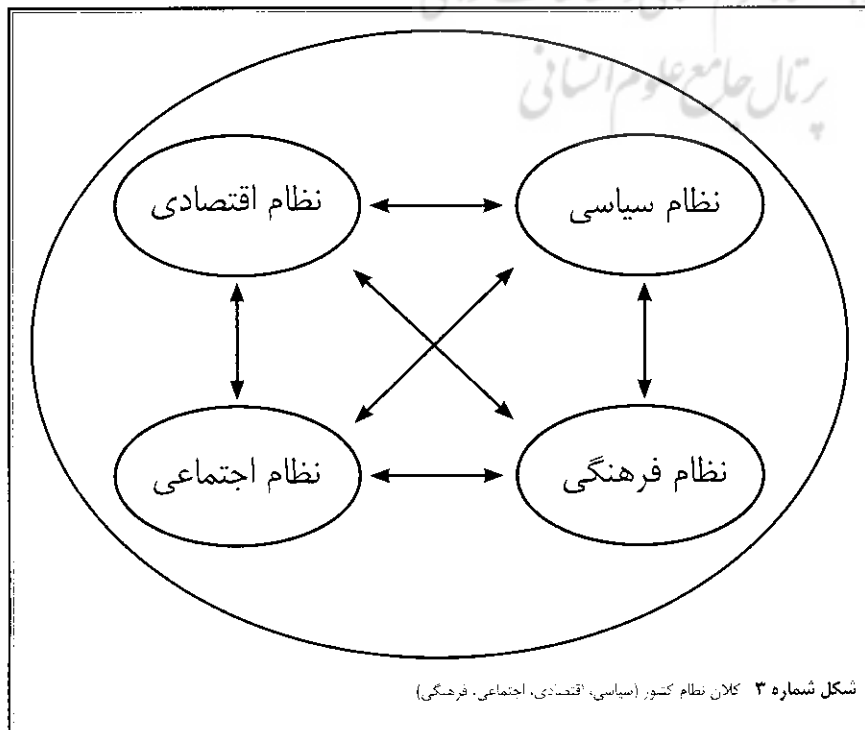 پرتال جامع علوم انسانی
نظام سیاسی
نظام اقتصادی
نظام فرهنگی
نظام اجتماعی
شکل شماره ۳ کلان نظام کشور (سیاسی، اقتصادی، اجتماعی، فرهنگی)